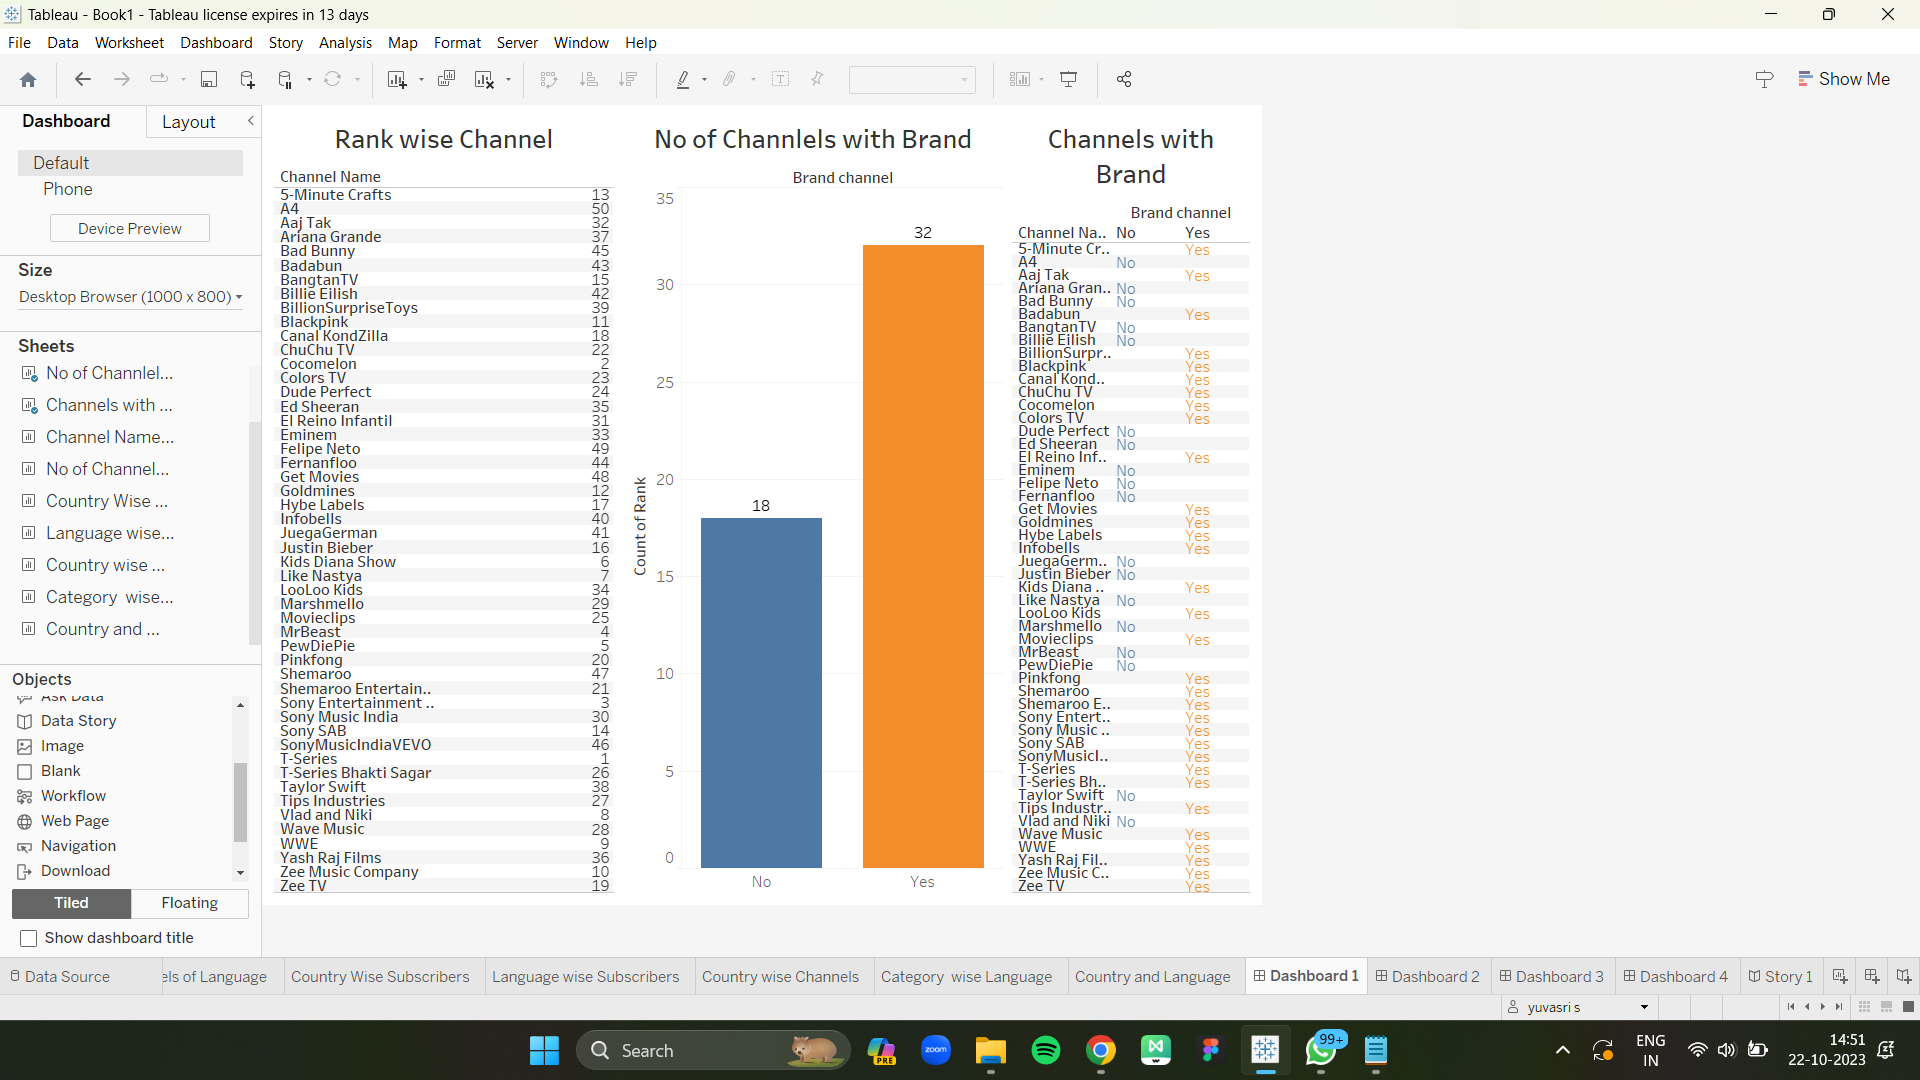 Tableau - Book1 - Tableau license expires in 13 days
File Data Worksheet Dashboard Story Analysis Map Format Server Window Help
Show Me
Dashboard Layout
Default
Phone
Device Preview
Size
Desktop Browser (1000 x 800)
Sheets
No of Channlel...
Channels with ...
Channel Name...
No of Channel...
Country Wise ...
Language wise...
Country wise ...
Category  wise...
Country and ...
Objects
Ask Data
Data Story
Image
Blank
Workflow
Web Page
Navigation
Download
Tiled Floating
Show dashboard title
Rank wise Channel
Channel Name
5-Minute Crafts 13
A4 50
Aaj Tak 32
Ariana Grande 37
Bad Bunny 45
Badabun 43
BangtanTV 15
Billie Eilish 42
BillionSurpriseToys 39
Blackpink 11
Canal KondZilla 18
ChuChu TV 22
Cocomelon 2
Colors TV 23
Dude Perfect 24
Ed Sheeran 35
El Reino Infantil 31
Eminem 33
Felipe Neto 49
Fernanfloo 44
Get Movies 48
Goldmines 12
Hybe Labels 17
Infobells 40
JuegaGerman 41
Justin Bieber 16
Kids Diana Show 6
Like Nastya 7
LooLoo Kids 34
Marshmello 29
Movieclips 25
MrBeast 4
PewDiePie 5
Pinkfong 20
Shemaroo 47
Shemaroo Entertain.. 21
Sony Entertainment .. 3
Sony Music India 30
Sony SAB 14
SonyMusicIndiaVEVO 46
T-Series 1
T-Series Bhakti Sagar 26
Taylor Swift 38
Tips Industries 27
Vlad and Niki 8
Wave Music 28
WWE 9
Yash Raj Films 36
Zee Music Company 10
Zee TV 19
No of Channlels with Brand
Brand channel
Count of Rank
35
30
25
20
15
10
5
0
18
32
No Yes
Channels with
Brand
Brand channel
Channel Na.. No Yes
5-Minute Cr.. Yes
A4 No
Aaj Tak Yes
Ariana Gran.. No
Bad Bunny No
Badabun Yes
BangtanTV No
Billie Eilish No
BillionSurpr.. Yes
Blackpink Yes
Canal Kond.. Yes
ChuChu TV Yes
Cocomelon Yes
Colors TV Yes
Dude Perfect No
Ed Sheeran No
El Reino Inf.. Yes
Eminem No
Felipe Neto No
Fernanfloo No
Get Movies Yes
Goldmines Yes
Hybe Labels Yes
Infobells Yes
JuegaGerm.. No
Justin Bieber No
Kids Diana .. Yes
Like Nastya No
LooLoo Kids Yes
Marshmello No
Movieclips Yes
MrBeast No
PewDiePie No
Pinkfong Yes
Shemaroo Yes
Shemaroo E.. Yes
Sony Entert.. Yes
Sony Music .. Yes
Sony SAB Yes
SonyMusicI.. Yes
T-Series Yes
T-Series Bh.. Yes
Taylor Swift No
Tips Industr.. Yes
Vlad and Niki No
Wave Music Yes
WWE Yes
Yash Raj Fil.. Yes
Zee Music C.. Yes
Zee TV Yes
Data Source els of Language Country Wise Subscribers Language wise Subscribers Country wise Channels Category  wise Language Country and Language Dashboard 1 Dashboard 2 Dashboard 3 Dashboard 4 Story 1
yuvasri s
Search
PRE
zoom
99+
ENG
IN
14:51
22-10-2023